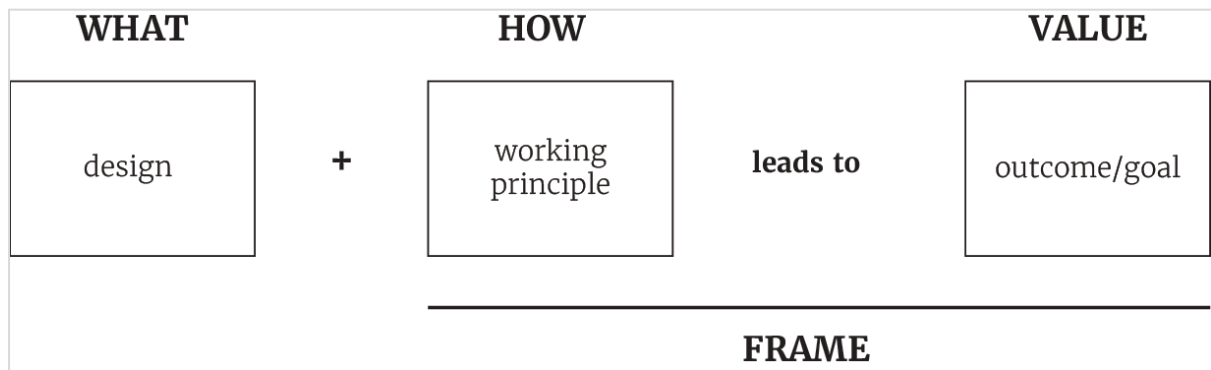 WHAT
HOW
VALUE
design
+
working
principle
leads to
outcome/goal
FRAME